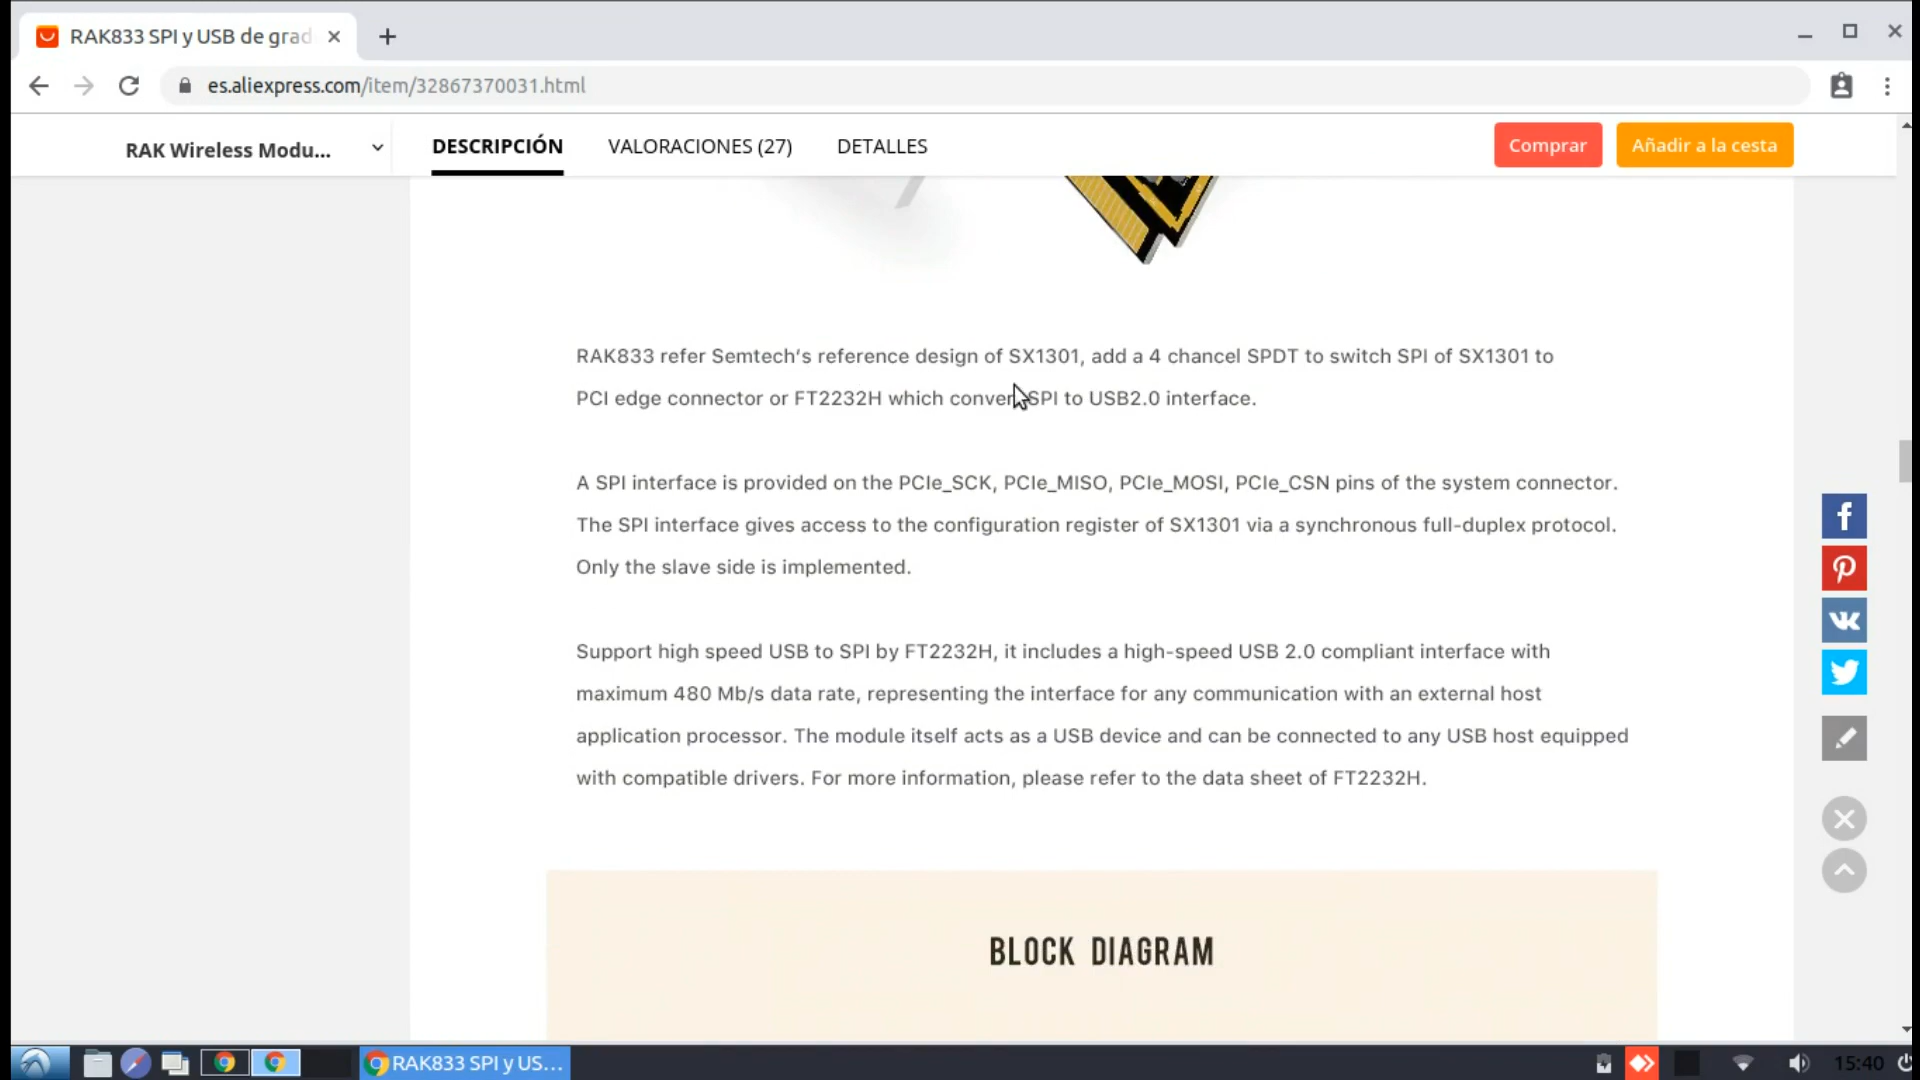 RAK833 SPI y USB de grad
es.aliexpress.com/item/32867370031.html
RAK Wireless Modu...
DESCRIPCIÓN
VALORACIONES (27)
DETALLES
Comprar
Añadir a la cesta
RAK833 refer Semtech's reference design of SX1301, add a 4 chancel SPDT to switch SPI of SX1301 to
PCI edge connector or FT2232H which conver SPI to USB2.0 interface.
A SPI interface is provided on the PCIe_SCK, PCIe_MISO, PCIe_MOSI, PCIe_CSN pins of the system connector.
The SPI interface gives access to the configuration register of SX1301 via a synchronous full-duplex protocol.
Only the slave side is implemented.
Support high speed USB to SPI by FT2232H, it includes a high-speed USB 2.0 compliant interface with
maximum 480 Mb/s data rate, representing the interface for any communication with an external host
application processor. The module itself acts as a USB device and can be connected to any USB host equipped
with compatible drivers. For more information, please refer to the data sheet of FT2232H.
BLOCK DIAGRAM
RAK833 SPI y US...
15:40